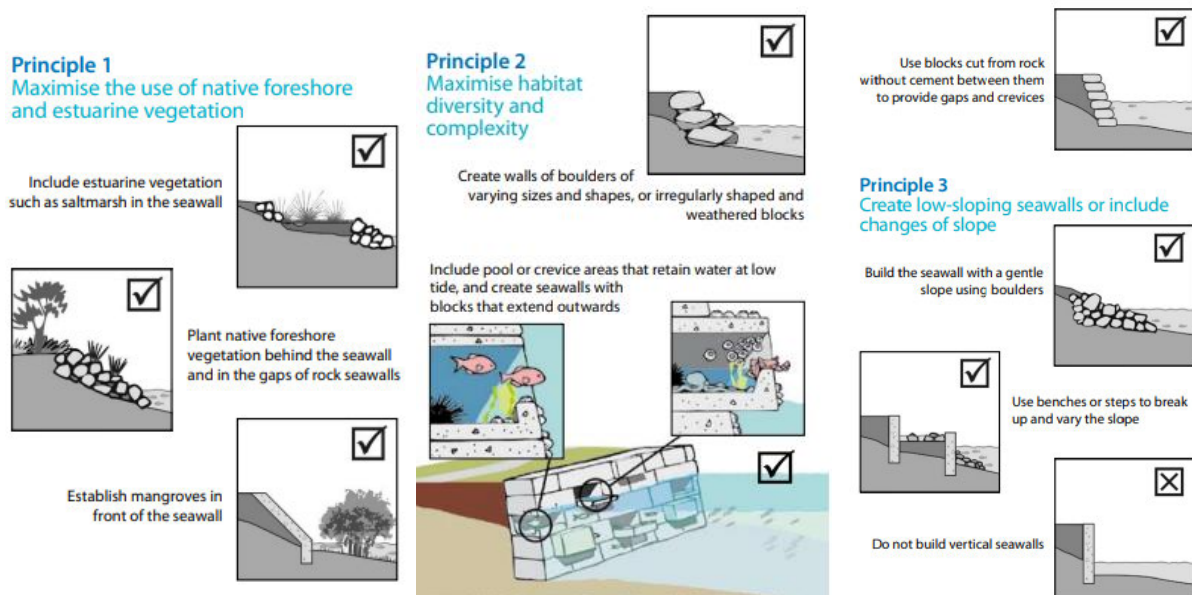 Principle 1
Maximise the use of native foreshore
and estuarine vegetation
Include estuarine vegetation
such as saltmarsh in the seawall
Plant native foreshore
vegetation behind the seawall
and in the gaps of rock seawalls
Establish mangroves in
front of the seawall
Principle 2
Maximise habitat
diversity and
complexity
Create walls of boulders of
varying sizes and shapes, or irregularly shaped and
weathered blocks
Include pool or crevice areas that retain water at low
tide, and create seawalls with
blocks that extend outwards
Use blocks cut from rock
without cement between them
to provide gaps and crevices
Principle 3
Create low-sloping seawalls or include
changes of slope
Build the seawall with a gentle
slope using boulders
Use benches or steps to break
up and vary the slope
Do not build vertical seawalls